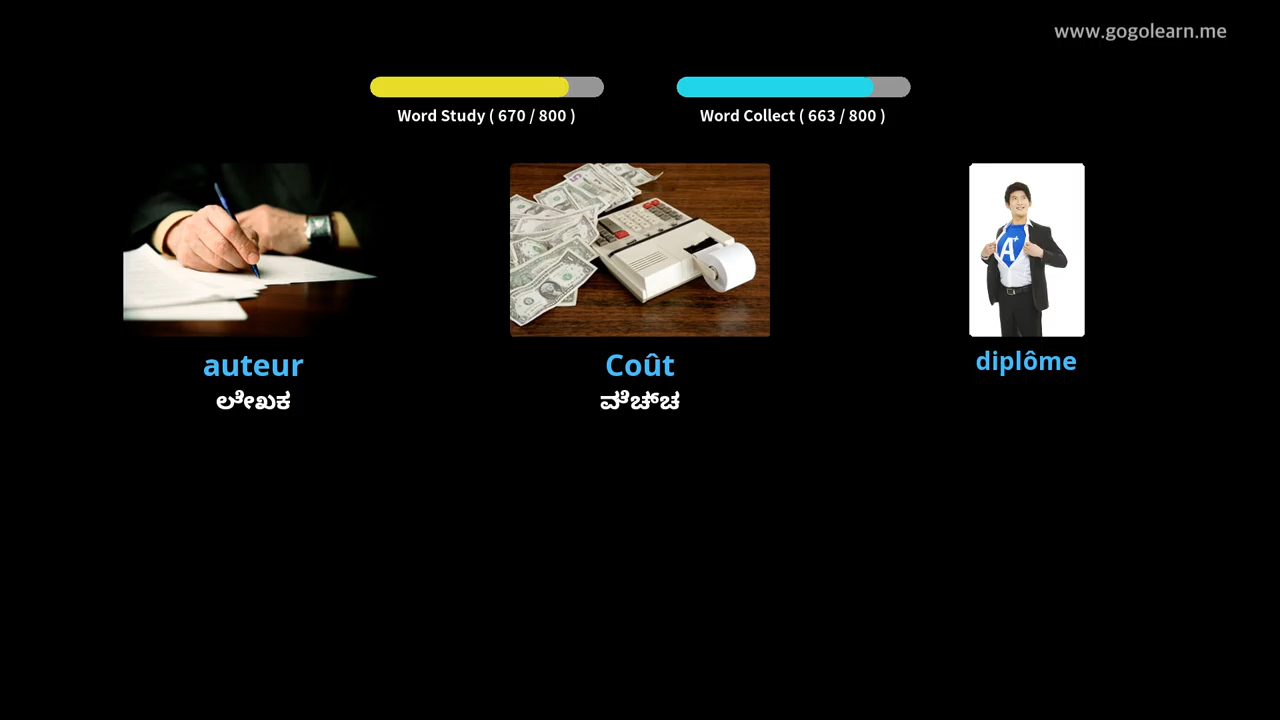 www.gogolearn.me
Word Study ( 670 / 800 )
Word Collect ( 663 / 800 )
A+
auteur
ಲೇಖಕ
Coût
ವೆಚ್ಚ
diplôme